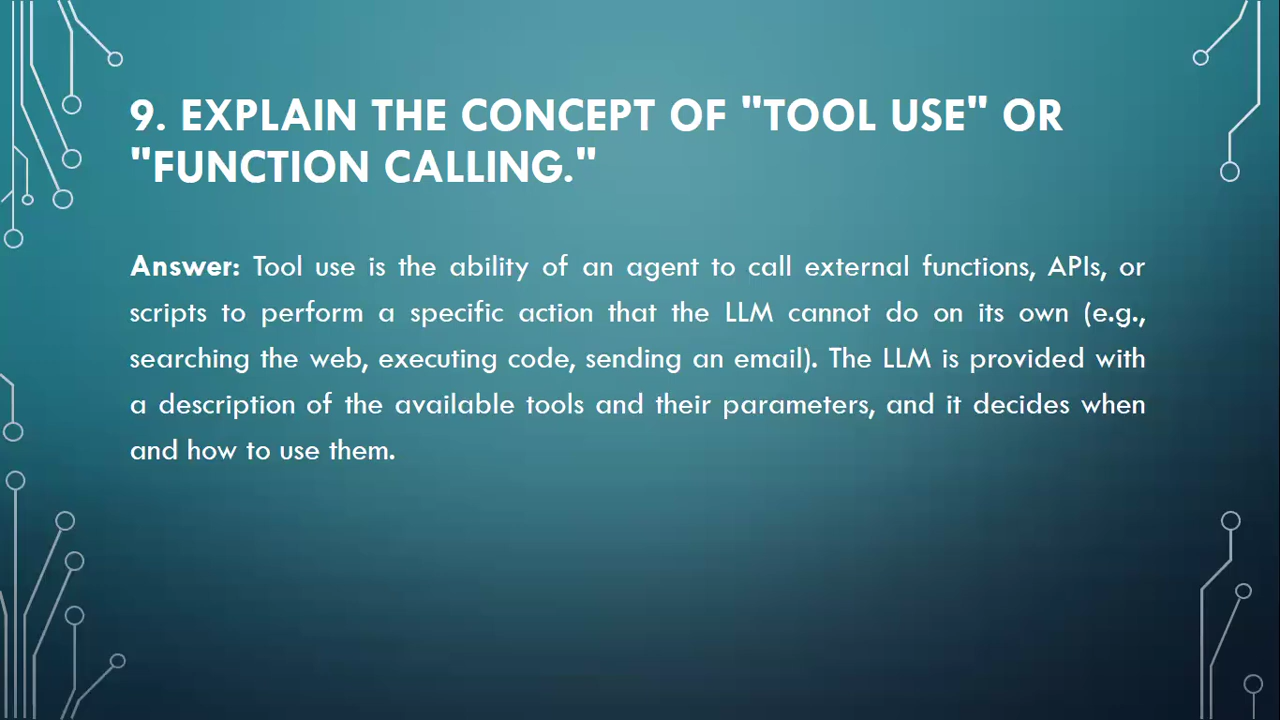 9. EXPLAIN THE CONCEPT OF "TOOL USE" OR
"FUNCTION CALLING."
Answer: Tool use is the ability of an agent to call external functions, APIs, or
scripts to perform a specific action that the LLM cannot do on its own (e.g.,
searching the web, executing code, sending an email). The LLM is provided with
a description of the available tools and their parameters, and it decides when
and how to use them.